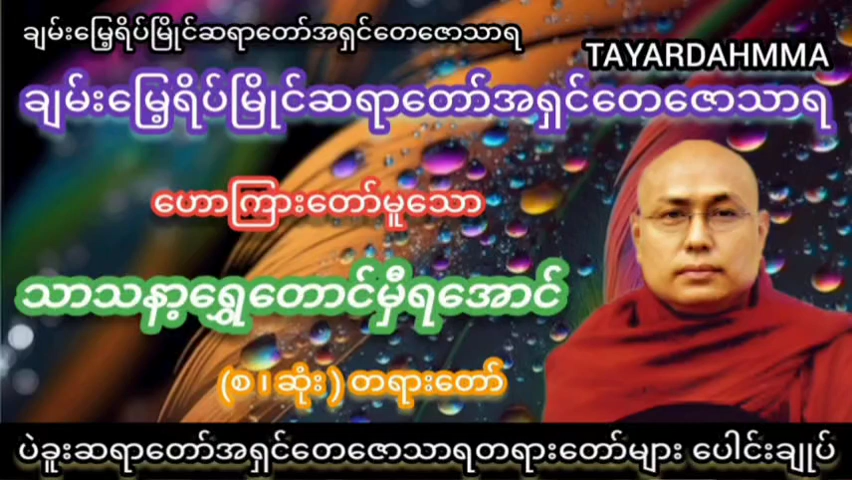 ချမ်းမြေ့ရိပ်မြိုင်ဆရာတော်အရှင်တေဇောသာရ
TAYARDAHMMA
ချမ်းမြေ့ရိပ်မြိုင်ဆရာတော်အရှင်တေဇောသာရ
ဟောကြားတော်မူသော
သာသနာ့ရွှေတောင်မှီရအောင်
(စ ၊ ဆုံး) တရားတော်
ပဲခူးဆရာတော်အရှင်တေဇောသာရတရားတော်များ ပေါင်းချုပ်